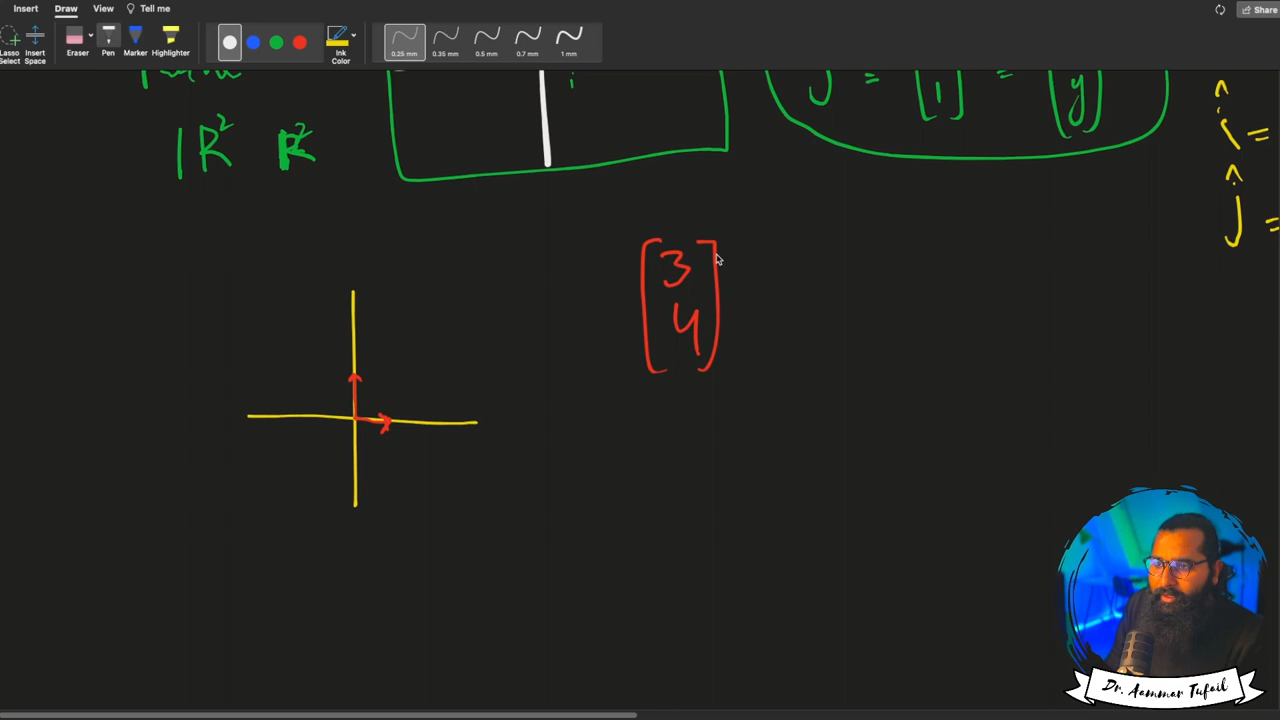 Insert Draw View Tell me
Share
Lasso Select
Insert Space
Eraser
Pen
Marker
Highlighter
Ink Color
0.25 mm
0.35 mm
0.5 mm
0.7 mm
1 mm
i
ĵ = [1] = [y]
ℝ² ℝ²
î =
ĵ =
[3
4]
Dr. Aammar Tufail